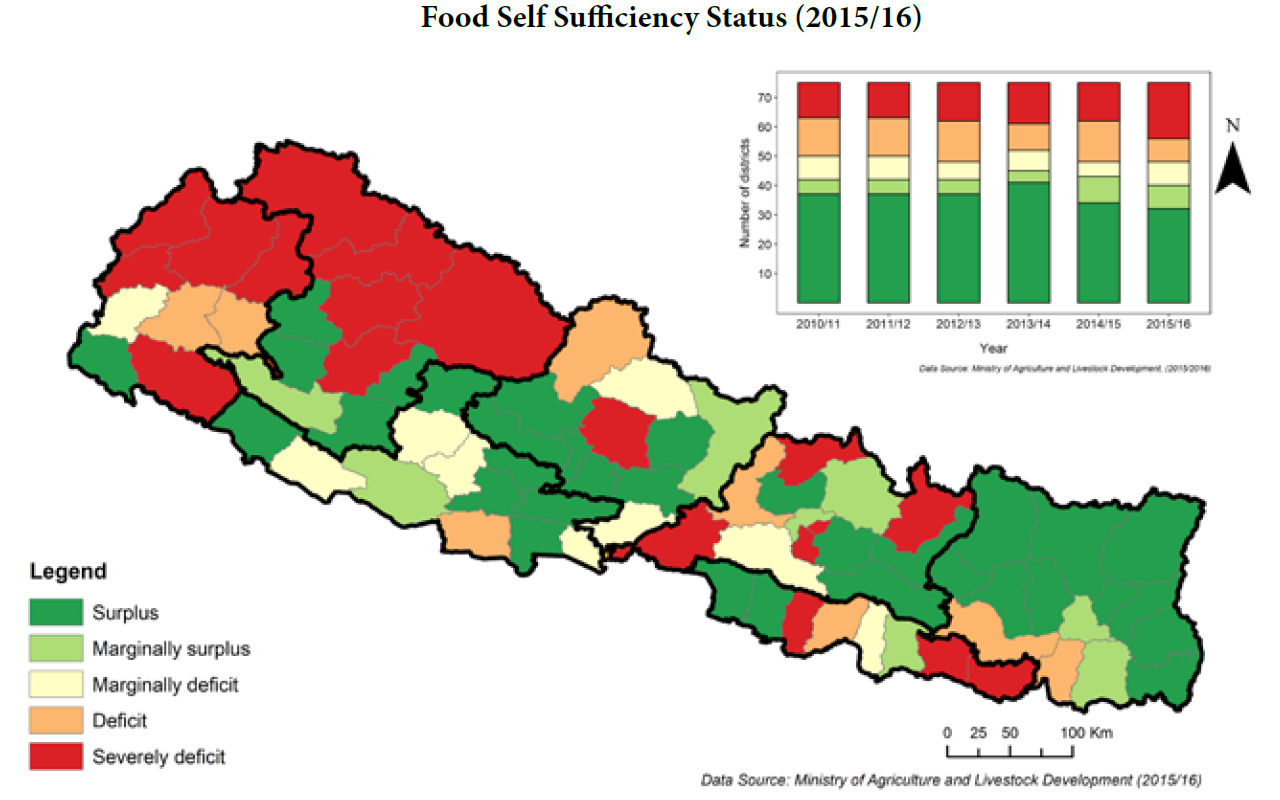 Food Self Sufficiency Status (2015/16)
70
60
50
40
30
20
10
Number of districts
2010/11 2011/12 2012/13 2013/14 2014/15 2015/16
Year
Data Source: Ministry of Agriculture and Livestock Development, (2015/2016)
N
Legend
Surplus
Marginally surplus
Marginally deficit
Deficit
Severely deficit
0 25 50 100 Km
Data Source: Ministry of Agriculture and Livestock Development (2015/16)